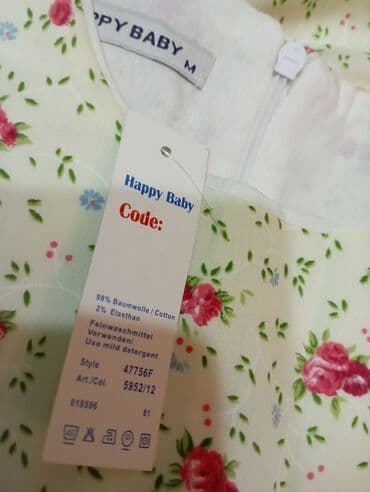 PPY BABY M
Happy Baby
Code:
98% Baumwolle / Cotton
2% Elasthan
Feinwaschmittel
Verwenden/
Use mild detergent
Style 47756F
Art./Col. 5952/12
018596 81